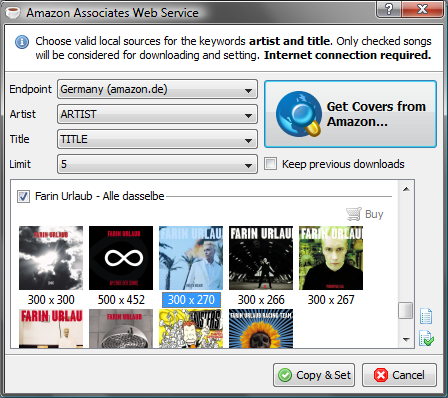 Amazon Associates Web Service
Choose valid local sources for the keywords artist and title. Only checked songs
will be considered for downloading and setting. Internet connection required.
Endpoint
Germany (amazon.de)
Artist
ARTIST
Title
TITLE
Limit
5
Get Covers from
Amazon...
Keep previous downloads
Farin Urlaub - Alle dasselbe
Buy
FARIN URLAUB
FARIN URLAUB
FARIN URLAUB
FARIN URLAUB
FARIN URLAUB
300 x 300
500 x 452
300 x 270
300 x 266
300 x 267
FARIN URLAUB
FARIN URLAUB
FARIN URLAUB RACING TEAM
Copy & Set
Cancel